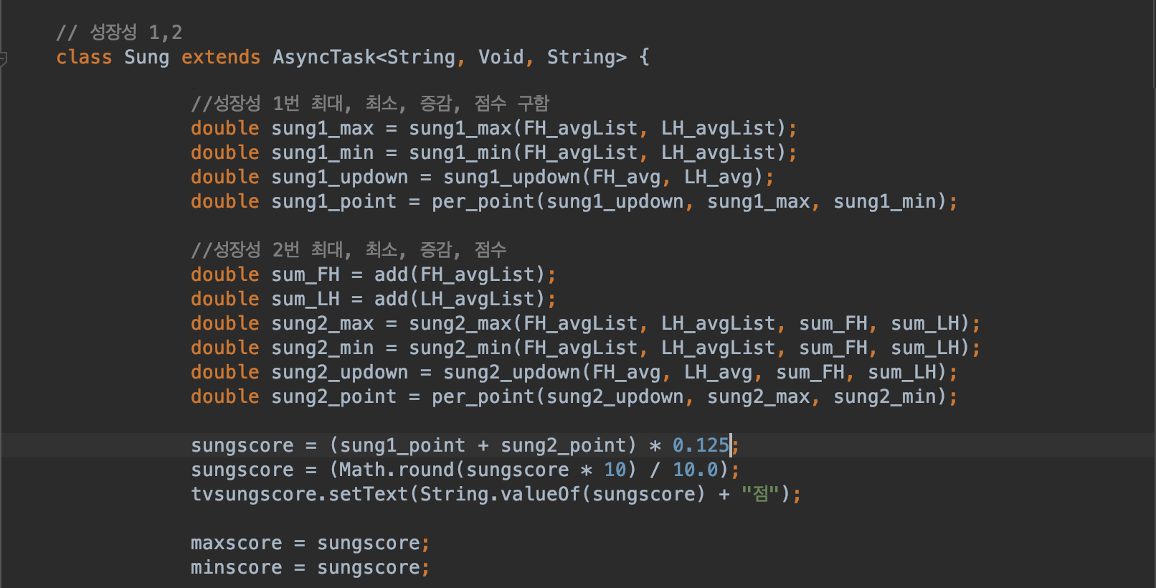 // 성장성 1,2
class Sung extends AsyncTask<String, Void, String> {
//성장성 1번 최대, 최소, 증감, 점수 구함
double sung1_max = sung1_max(FH_avgList, LH_avgList);
double sung1_min = sung1_min(FH_avgList, LH_avgList);
double sung1_updown = sung1_updown(FH_avg, LH_avg);
double sung1_point = per_point(sung1_updown, sung1_max, sung1_min);
//성장성 2번 최대, 최소, 증감, 점수
double sum_FH = add(FH_avgList);
double sum_LH = add(LH_avgList);
double sung2_max = sung2_max(FH_avgList, LH_avgList, sum_FH, sum_LH);
double sung2_min = sung2_min(FH_avgList, LH_avgList, sum_FH, sum_LH);
double sung2_updown = sung2_updown(FH_avg, LH_avg, sum_FH, sum_LH);
double sung2_point = per_point(sung2_updown, sung2_max, sung2_min);
sungscore = (sung1_point + sung2_point) * 0.125;
sungscore = (Math.round(sungscore * 10) / 10.0);
tvsungscore.setText(String.valueOf(sungscore) + "점");
maxscore = sungscore;
minscore = sungscore;